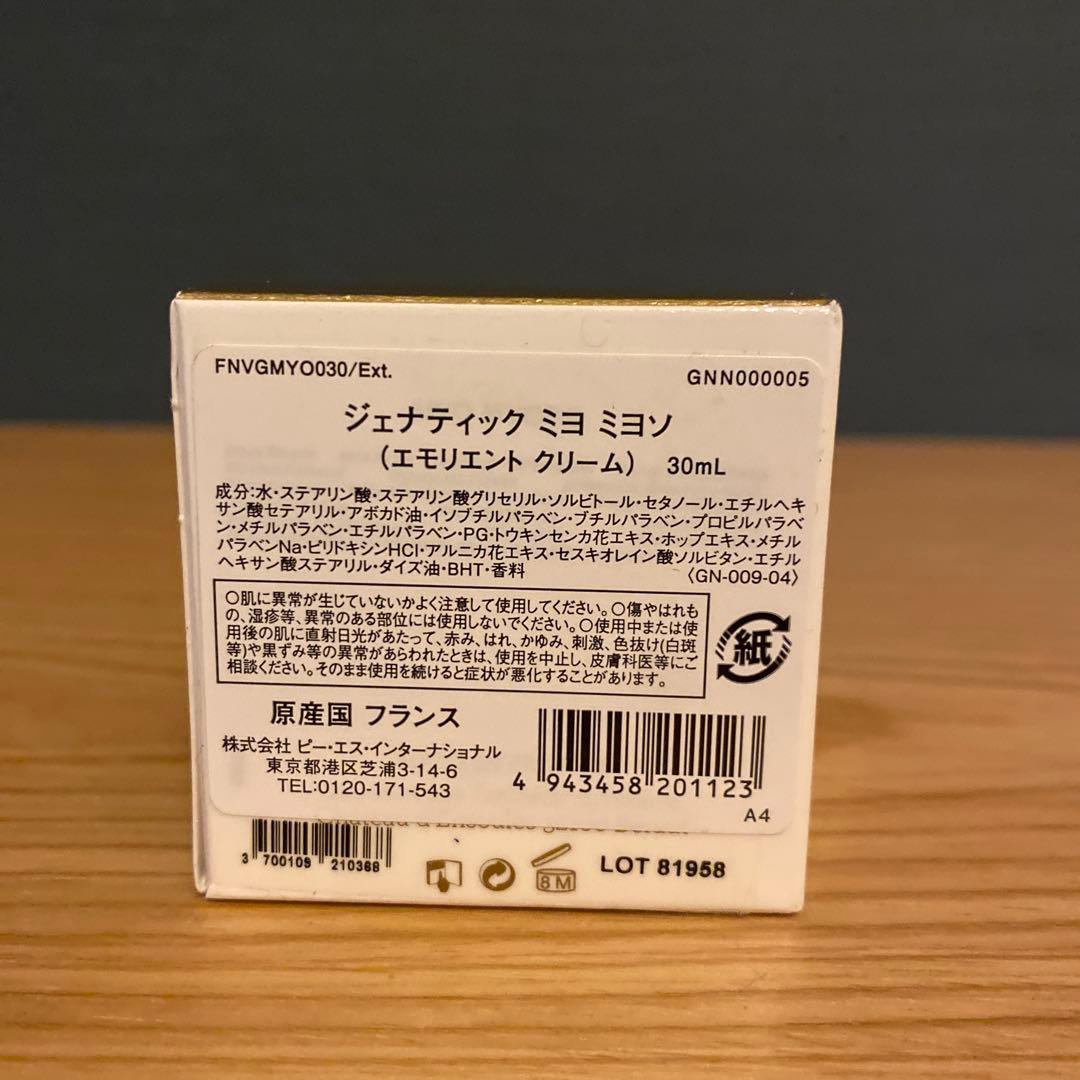 FNVGMYO030/Ext.
GNN000005
ジェナティック ミヨ ミヨソ
(エモリエント クリーム) 30mL
成分:水・ステアリン酸・ステアリン酸グリセリル・ソルビトール・セタノール・エチルヘキ
サン酸セテアリル・アボカド油・イソブチルパラベン・ブチルパラベン・プロピルパラベ
ン・メチルパラベン・エチルパラベン・PG・トウキンセンカ花エキス・ホップエキス・メチル
パラベンNa・ピリドキシンHCl・アルニカ花エキス・セスキオレイン酸ソルビタン・エチル
ヘキサン酸ステアリル・ダイズ油・BHT・香料 〈GN-009-04〉
○肌に異常が生じていないかよく注意して使用してください。○傷やはれも
の、湿疹等、異常のある部位には使用しないでください。○使用中または使
用後の肌に直射日光があたって、赤み、はれ、かゆみ、刺激、色抜け(白斑
等)や黒ずみ等の異常があらわれたときは、使用を中止し、皮膚科医等にご
相談ください。そのまま使用を続けると症状が悪化することがあります。
紙
原産国 フランス
株式会社 ピー・エス・インターナショナル
東京都港区芝浦3-14-6
TEL:0120-171-543
4 943458 201123
A4
3 700109 210368
8 M
LOT 81958